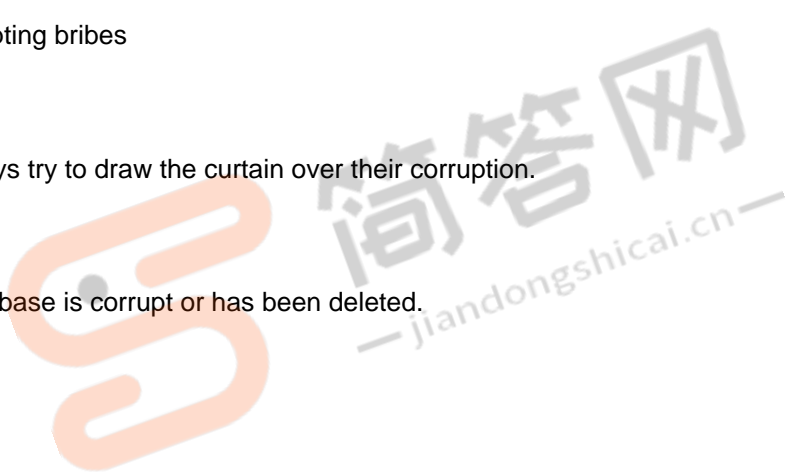 oting bribes
ys try to draw the curtain over their corruption.
base is corrupt or has been deleted.
简答网
jiandongshicai.cn